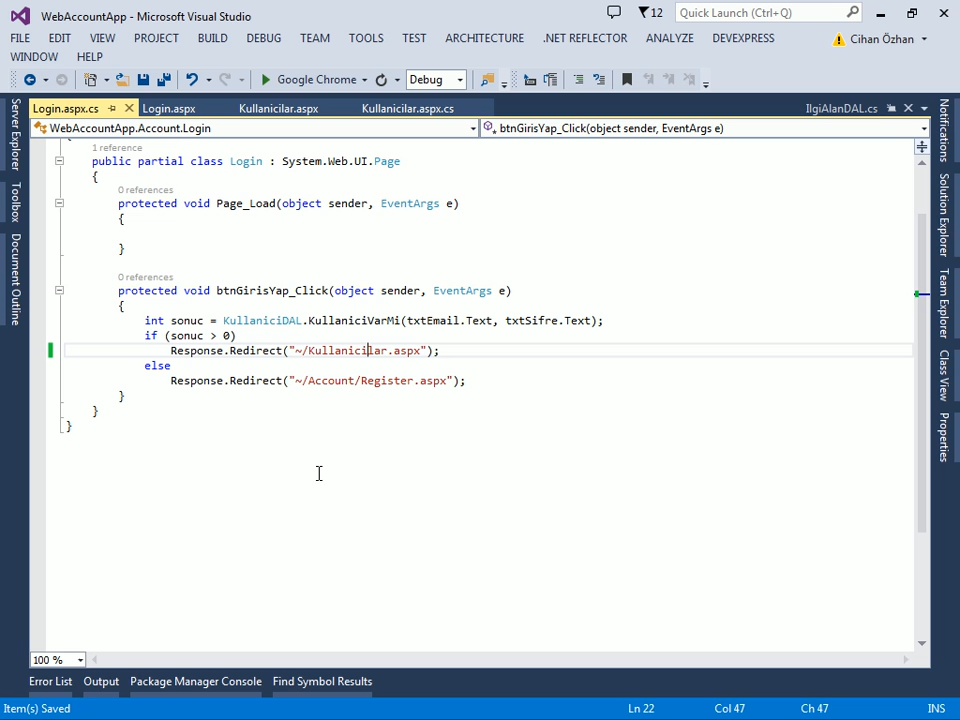 WebAccountApp - Microsoft Visual Studio
12
Quick Launch (Ctrl+Q)
FILE EDIT VIEW PROJECT BUILD DEBUG TEAM TOOLS TEST ARCHITECTURE .NET REFLECTOR ANALYZE DEVEXPRESS
Cihan Özhan
WINDOW HELP
Google Chrome
Debug
Login.aspx.cs Login.aspx Kullanicilar.aspx Kullanicilar.aspx.cs IlgiAlanDAL.cs
WebAccountApp.Account.Login btnGirisYap_Click(object sender, EventArgs e)
Server Explorer
Toolbox
Document Outline
{
1 reference
public partial class Login : System.Web.UI.Page
{
0 references
protected void Page_Load(object sender, EventArgs e)
{
}
0 references
protected void btnGirisYap_Click(object sender, EventArgs e)
{
int sonuc = KullaniciDAL.KullaniciVarMi(txtEmail.Text, txtSifre.Text);
if (sonuc > 0)
Response.Redirect("~/Kullanicilar.aspx");
else
Response.Redirect("~/Account/Register.aspx");
}
}
}
Notifications
Solution Explorer
Team Explorer
Class View
Properties
100 %
Error List Output Package Manager Console Find Symbol Results
Item(s) Saved Ln 22 Col 47 Ch 47 INS